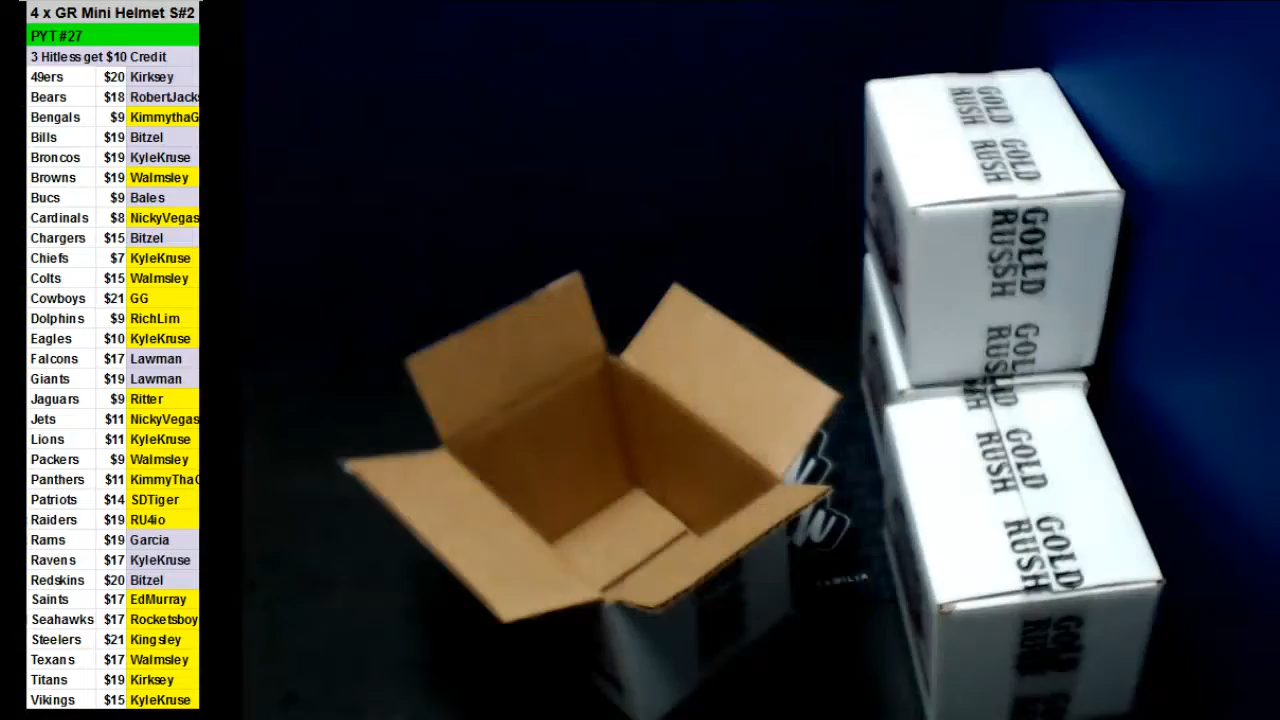 4 x GR Mini Helmet S#2
PYT #27
3 Hitless get $10 Credit
49ers $20 Kirksey
Bears $18 RobertJacks
Bengals $9 KimmythaG
Bills $19 Bitzel
Broncos $19 KyleKruse
Browns $19 Walmsley
Bucs $9 Bales
Cardinals $8 NickyVegas
Chargers $15 Bitzel
Chiefs $7 KyleKruse
Colts $15 Walmsley
Cowboys $21 GG
Dolphins $9 RichLim
Eagles $10 KyleKruse
Falcons $17 Lawman
Giants $19 Lawman
Jaguars $9 Ritter
Jets $11 NickyVegas
Lions $11 KyleKruse
Packers $9 Walmsley
Panthers $11 KimmyThaG
Patriots $14 SDTiger
Raiders $19 RU4io
Rams $19 Garcia
Ravens $17 KyleKruse
Redskins $20 Bitzel
Saints $17 EdMurray
Seahawks $17 Rocketsboy
Steelers $21 Kingsley
Texans $17 Walmsley
Titans $19 Kirksey
Vikings $15 KyleKruse
GOLD RUSH
GOLD RUSH
GOLD RUSH
GOLD RUSH
GOLD RUSH
GOLD RUSH
GOLD RUSH